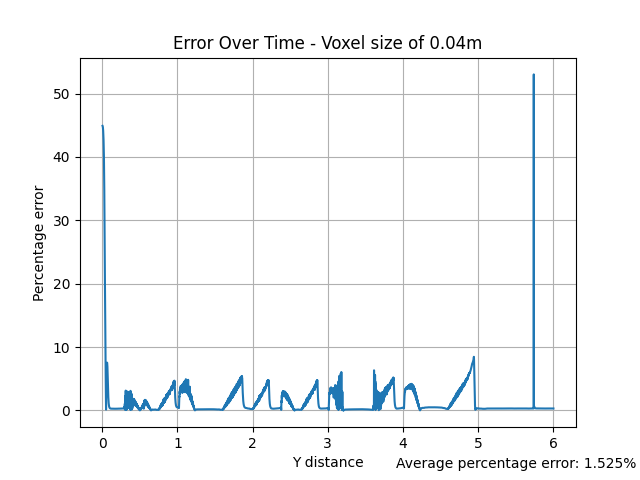 Error Over Time - Voxel size of 0.04m
Percentage error
50
40
30
20
10
0
0 1 2 3 4 5 6
Y distance
Average percentage error: 1.525%